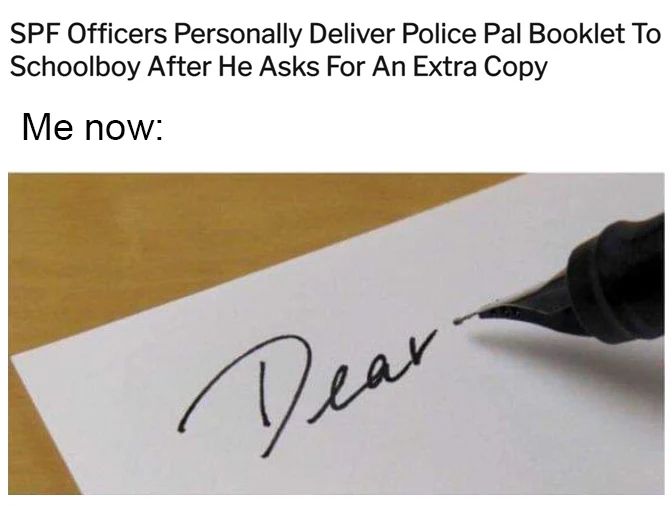 SPF Officers Personally Deliver Police Pal Booklet To
Schoolboy After He Asks For An Extra Copy
Me now:
Dear